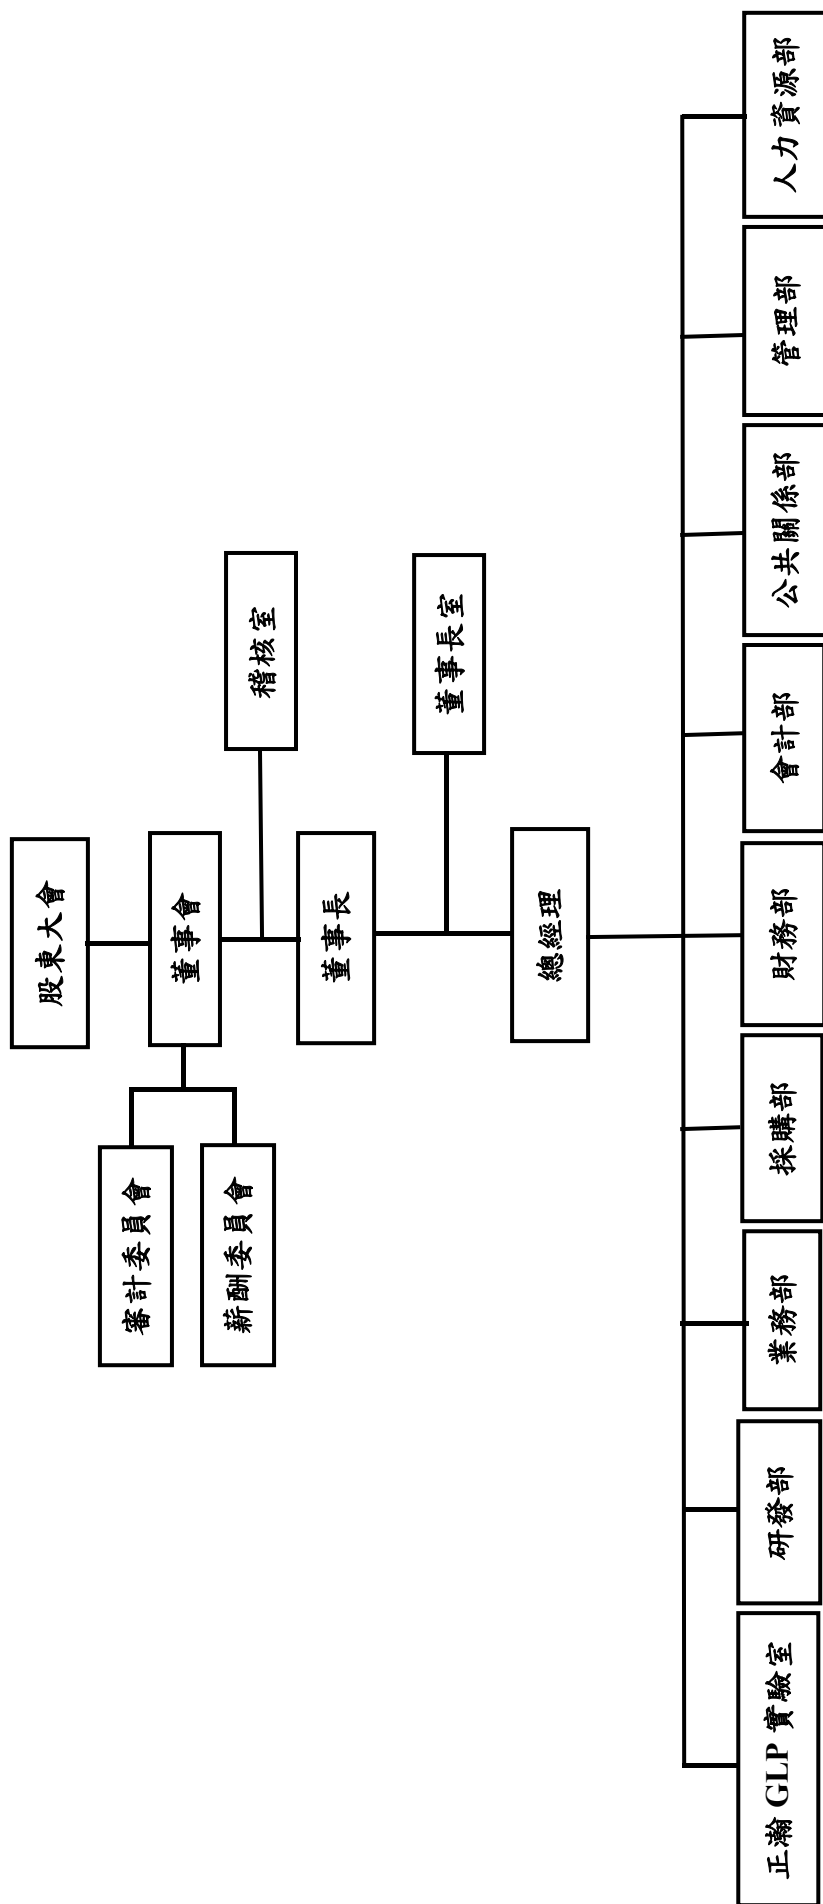 股東大會
董事會
審計委員會
薪酬委員會
稽核室
董事長
董事長室
總經理
正瀚 GLP 實驗室
研發部
業務部
採購部
財務部
會計部
公共關係部
管理部
人力資源部